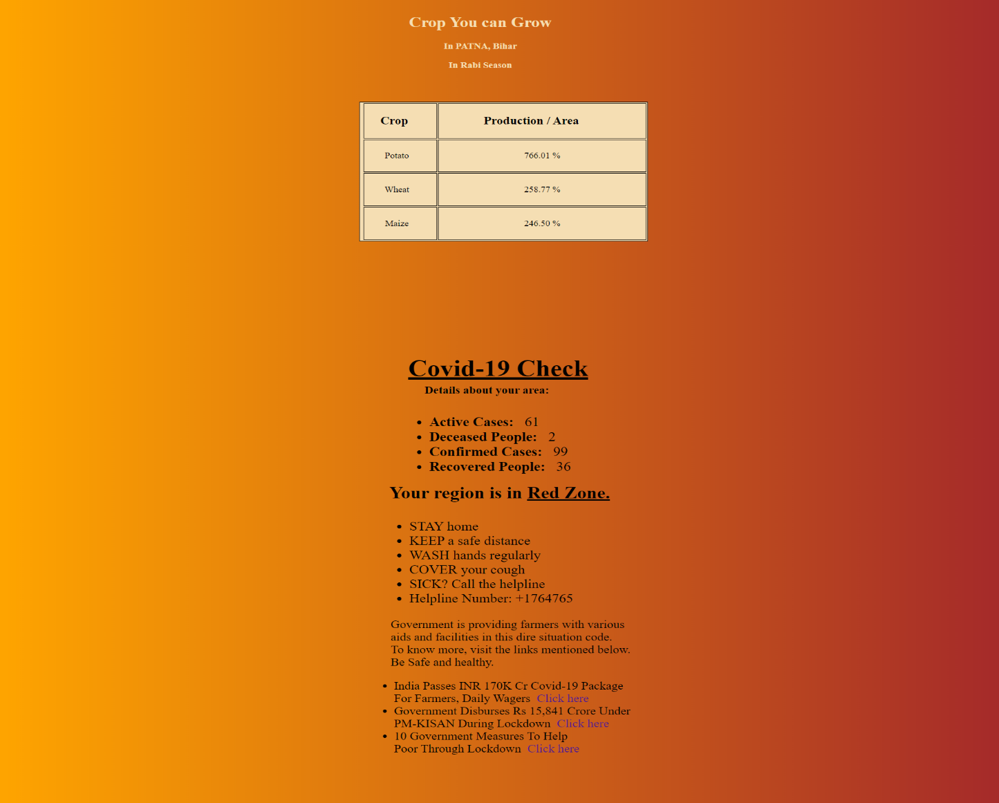 Crop You can Grow
In PATNA, Bihar
In Rabi Season
Crop Production / Area
Potato 766.01 %
Wheat 258.77 %
Maize 246.50 %
Covid-19 Check
Details about your area:
• Active Cases: 61
• Deceased People: 2
• Confirmed Cases: 99
• Recovered People: 36
Your region is in Red Zone.
• STAY home
• KEEP a safe distance
• WASH hands regularly
• COVER your cough
• SICK? Call the helpline
• Helpline Number: +1764765
Government is providing farmers with various
aids and facilities in this dire situation code.
To know more, visit the links mentioned below.
Be Safe and healthy.
• India Passes INR 170K Cr Covid-19 Package
For Farmers, Daily Wagers Click here
• Government Disburses Rs 15,841 Crore Under
PM-KISAN During Lockdown Click here
• 10 Government Measures To Help
Poor Through Lockdown Click here